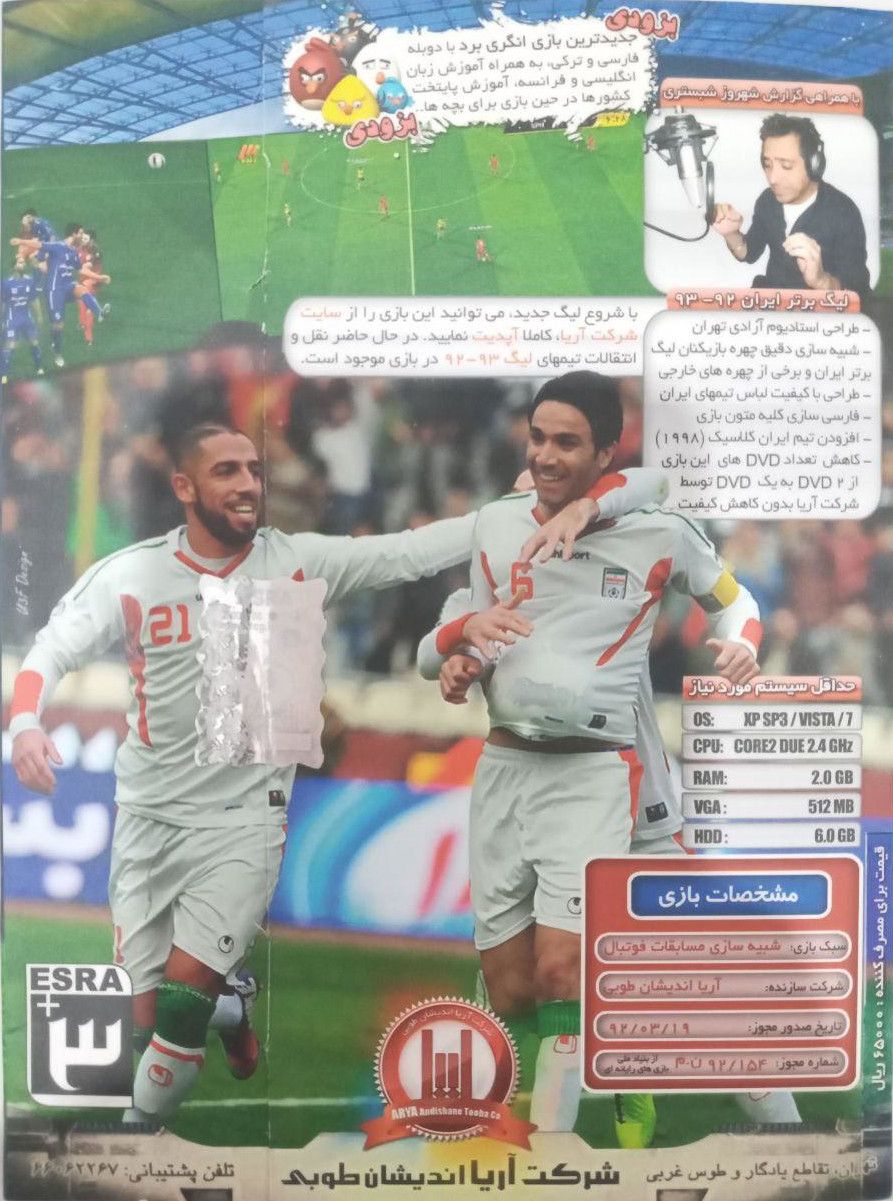 بزودی
جدیدترین بازی انگری برد با دوبله
فارسی و ترکی، به همراه آموزش زبان
انگلیسی و فرانسه، آموزش پایتخت
کشورها در حین بازی برای بچه ها...
بزودی
با همراهی گزارش شهروز شبستری
۶:۲۸
لیگ برتر ایران ۹۲-۹۳
- طراحی استادیوم آزادی تهران
- شبیه سازی دقیق چهره بازیکنان لیگ
برتر ایران و برخی از چهره های خارجی
- طراحی با کیفیت لباس تیمهای ایران
- فارسی سازی کلیه متون بازی
- افزودن تیم ایران کلاسیک (۱۹۹۸)
- کاهش تعداد DVD های این بازی
از ۲ DVD به یک DVD توسط
شرکت آریا بدون کاهش کیفیت...
با شروع لیگ جدید، می توانید این بازی را از سایت
شرکت آریا، کاملا آپدیت نمایید. در حال حاضر نقل و
انتقالات تیمهای لیگ ۹۳-۹۲ در بازی موجود است.
21
6
حداقل سیستم مورد نیاز
OS: XP SP3 / VISTA / 7
CPU: CORE2 DUE 2.4 GHz
RAM: 2.0 GB
VGA: 512 MB
HDD: 6.0 GB
مشخصات بازی
سبک بازی: شبیه سازی مسابقات فوتبال
شرکت سازنده: آریا اندیشان طوبی
تاریخ صدور مجوز: ۹۲/۰۳/۱۹
شماره مجوز: ۹۲/۱۵۴ ن-م از بنیاد ملی
بازی های رایانه ای
قیمت برای مصرف کننده: ۶۵۰۰۰ ریال
ESRA
+۳
شرکت آریا اندیشان طوبی
ARYA Andishane Tooba Co
تقاطع یادگار و طوس غربی
شرکت آریا اندیشان طوبی
تلفن پشتیبانی: